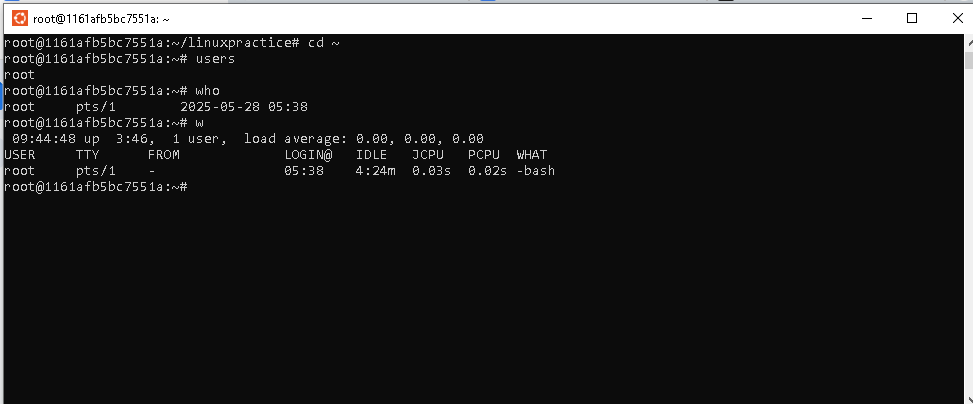 root@1161afb5bc7551a: ~
root@1161afb5bc7551a:~/linuxpractice# cd ~
root@1161afb5bc7551a:~# users
root
root@1161afb5bc7551a:~# who
root     pts/1        2025-05-28 05:38
root@1161afb5bc7551a:~# w
 09:44:48 up  3:46,  1 user,  load average: 0.00, 0.00, 0.00
USER     TTY      FROM             LOGIN@   IDLE   JCPU   PCPU  WHAT
root     pts/1    -                05:38    4:24m  0.03s  0.02s -bash
root@1161afb5bc7551a:~#